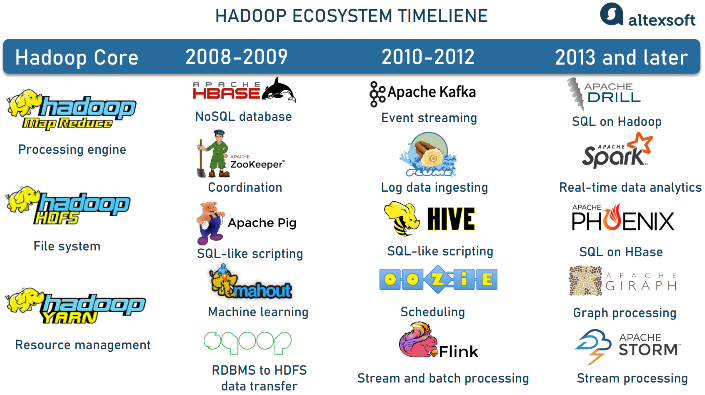 HADOOP ECOSYSTEM TIMELIENE
altexsoft
Hadoop Core
2008-2009
2010-2012
2013 and later
hadoop
Map Reduce
Processing engine
hadoop
HDFS
File system
hadoop
YARN
Resource management
APACHE
HBASE
NoSQL database
APACHE
ZooKeeper™
Coordination
Apache Pig
SQL-like scripting
mahout
Machine learning
sqoop
RDBMS to HDFS
data transfer
Apache Kafka
Event streaming
FLUME
Log data ingesting
HIVE
SQL-like scripting
OOZIE
Scheduling
Flink
Stream and batch processing
APACHE
DRILL
SQL on Hadoop
APACHE
Spark™
Real-time data analytics
APACHE
PHOENIX
SQL on HBase
APACHE
GIRAPH
Graph processing
APACHE
STORM™
Stream processing